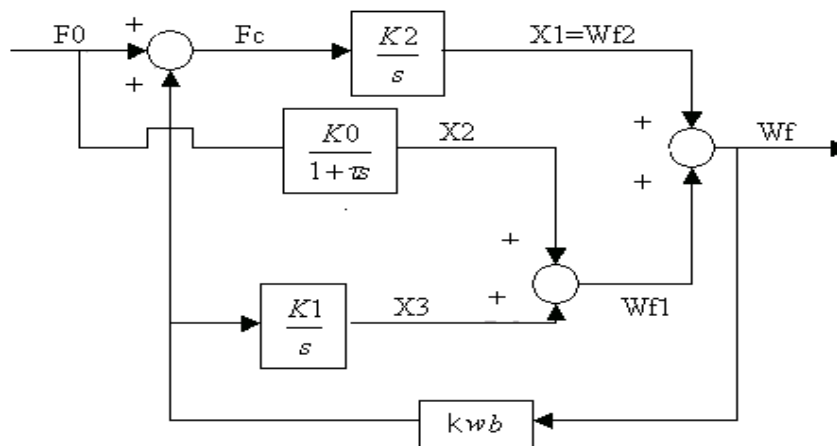 +
F0
+
Fc
K2
s
X1=Wf2
+
K0
1+τs
X2
+
Wf
+
+
K1
s
X3
+
Wf1
kwb